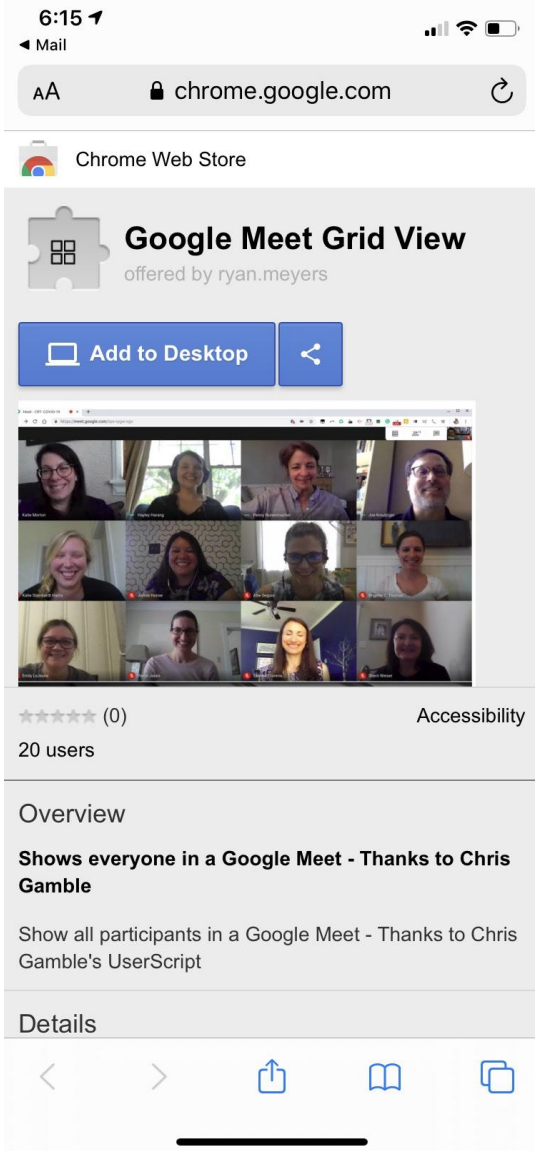 6:15
Mail
AA
chrome.google.com
Chrome Web Store
Google Meet Grid View
offered by ryan.meyers
Add to Desktop
Katie Morton
(0)
Accessibility
20 users
Overview
Shows everyone in a Google Meet - Thanks to Chris
Gamble
Show all participants in a Google Meet - Thanks to Chris
Gamble's UserScript
Details